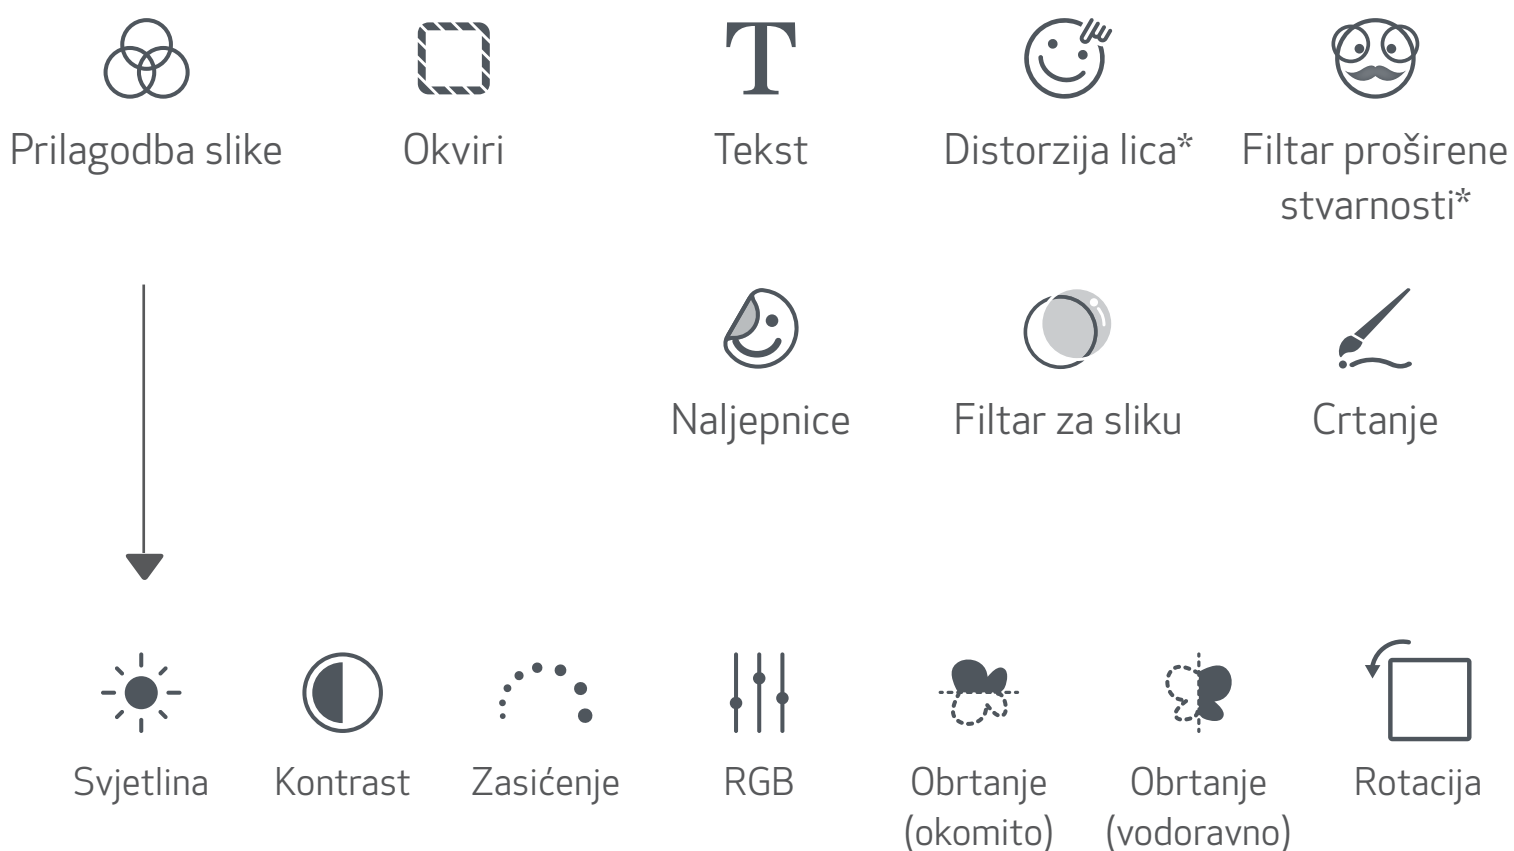 Prilagodba slike
Okviri
Tekst
Distorzija lica*
Filtar proširene
stvarnosti*
Naljepnice
Filtar za sliku
Crtanje
Svjetlina
Kontrast
Zasićenje
RGB
Obrtanje
(okomito)
Obrtanje
(vodoravno)
Rotacija